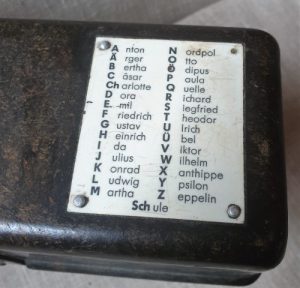 Anton
Ärger
Bertha
Cäsar
Charlotte
Dora
Emil
Friedrich
Gustav
Heinrich
Ida
Julius
Konrad
Ludwig
Martha
Nordpol
Otto
Ödipus
Paula
Quelle
Richard
Siegfried
Theodor
Ulrich
Übel
Viktor
Wilhelm
Xanthippe
Ypsilon
Zeppelin
Schule